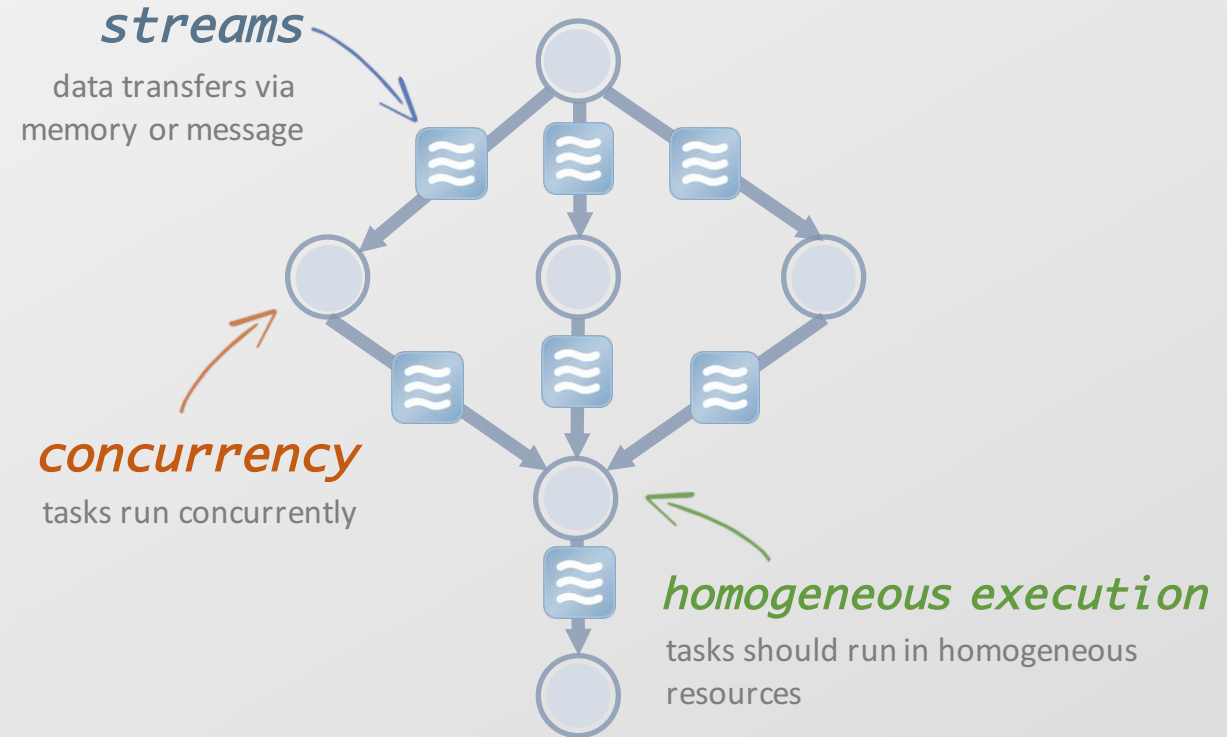 streams
data transfers via
memory or message
concurrency
tasks run concurrently
homogeneous execution
tasks should run in homogeneous
resources